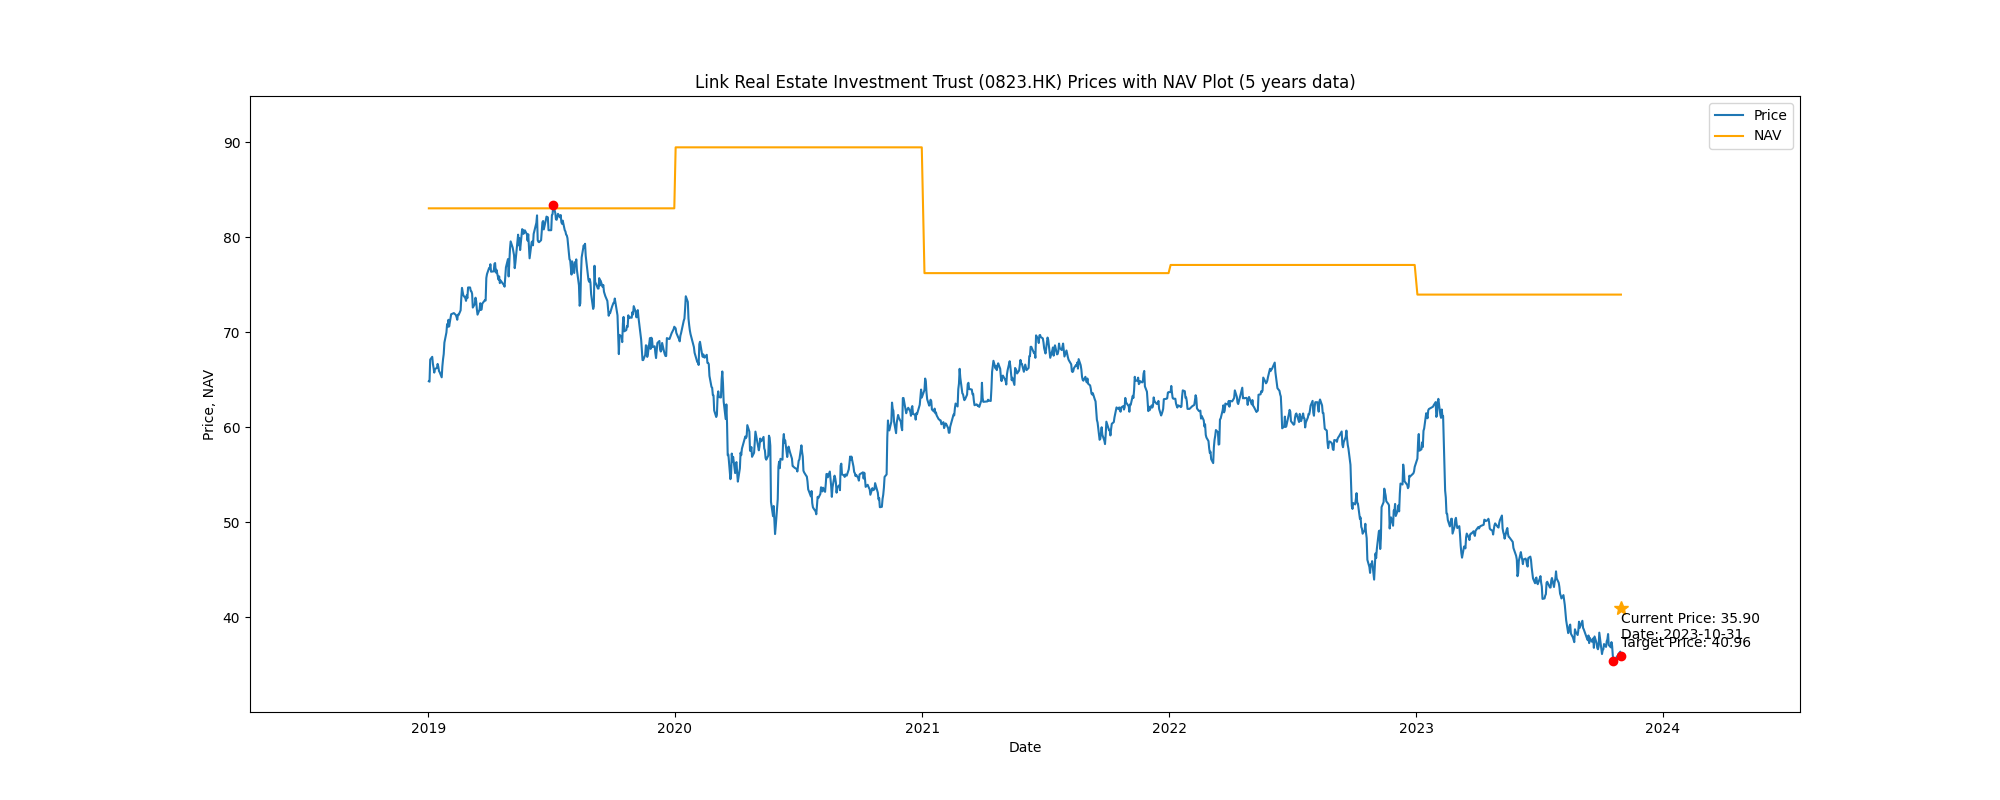 Link Real Estate Investment Trust (0823.HK) Prices with NAV Plot (5 years data)
Price
NAV
Price, NAV
90
80
70
60
50
40
Current Price: 35.90
Date: 2023-10-31
Target Price: 40.96
2019
2020
2021
2022
2023
2024
Date